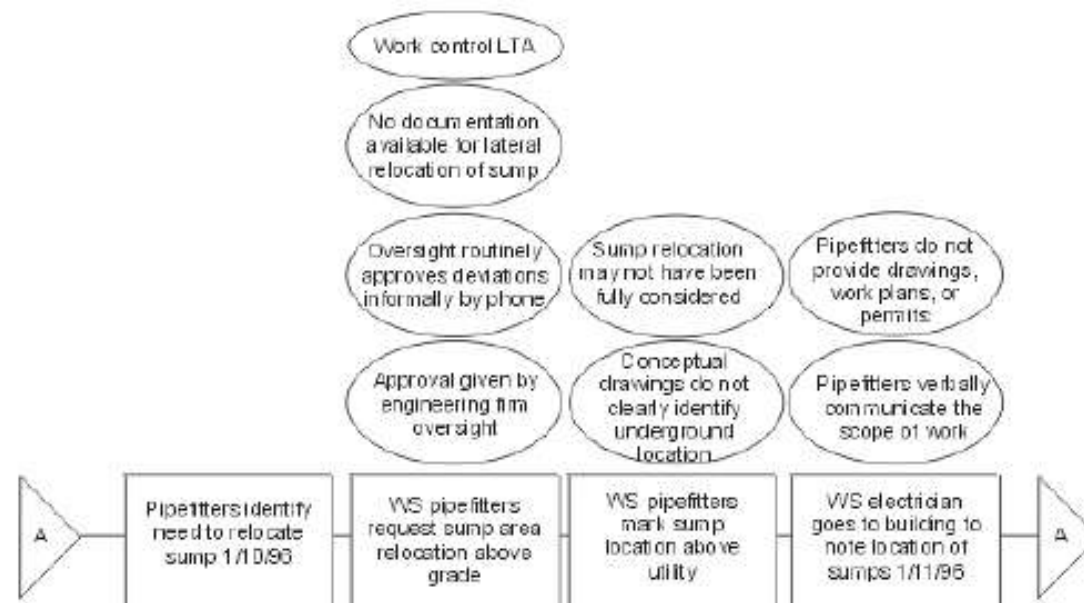 Work control LTA
No documentation
available for lateral
relocation of sump
Oversight routinely
approves deviations
informally by phone
Sump relocation
may not have been
fully considered
Pipefitters do not
provide drawings,
work plans, or
permits
Approval given by
engineering firm
oversight
Conceptual
drawings do not
clearly identify
underground
location
Pipefitters verbally
communicate the
scope of work
A
Pipefitters identify
need to relocate
sump 1/10/96
WS pipefitters
request sump area
relocation above
grade
WS pipefitters
mark sump
location above
utility
WS electrician
goes to building to
note location of
sumps 1/11/96
A